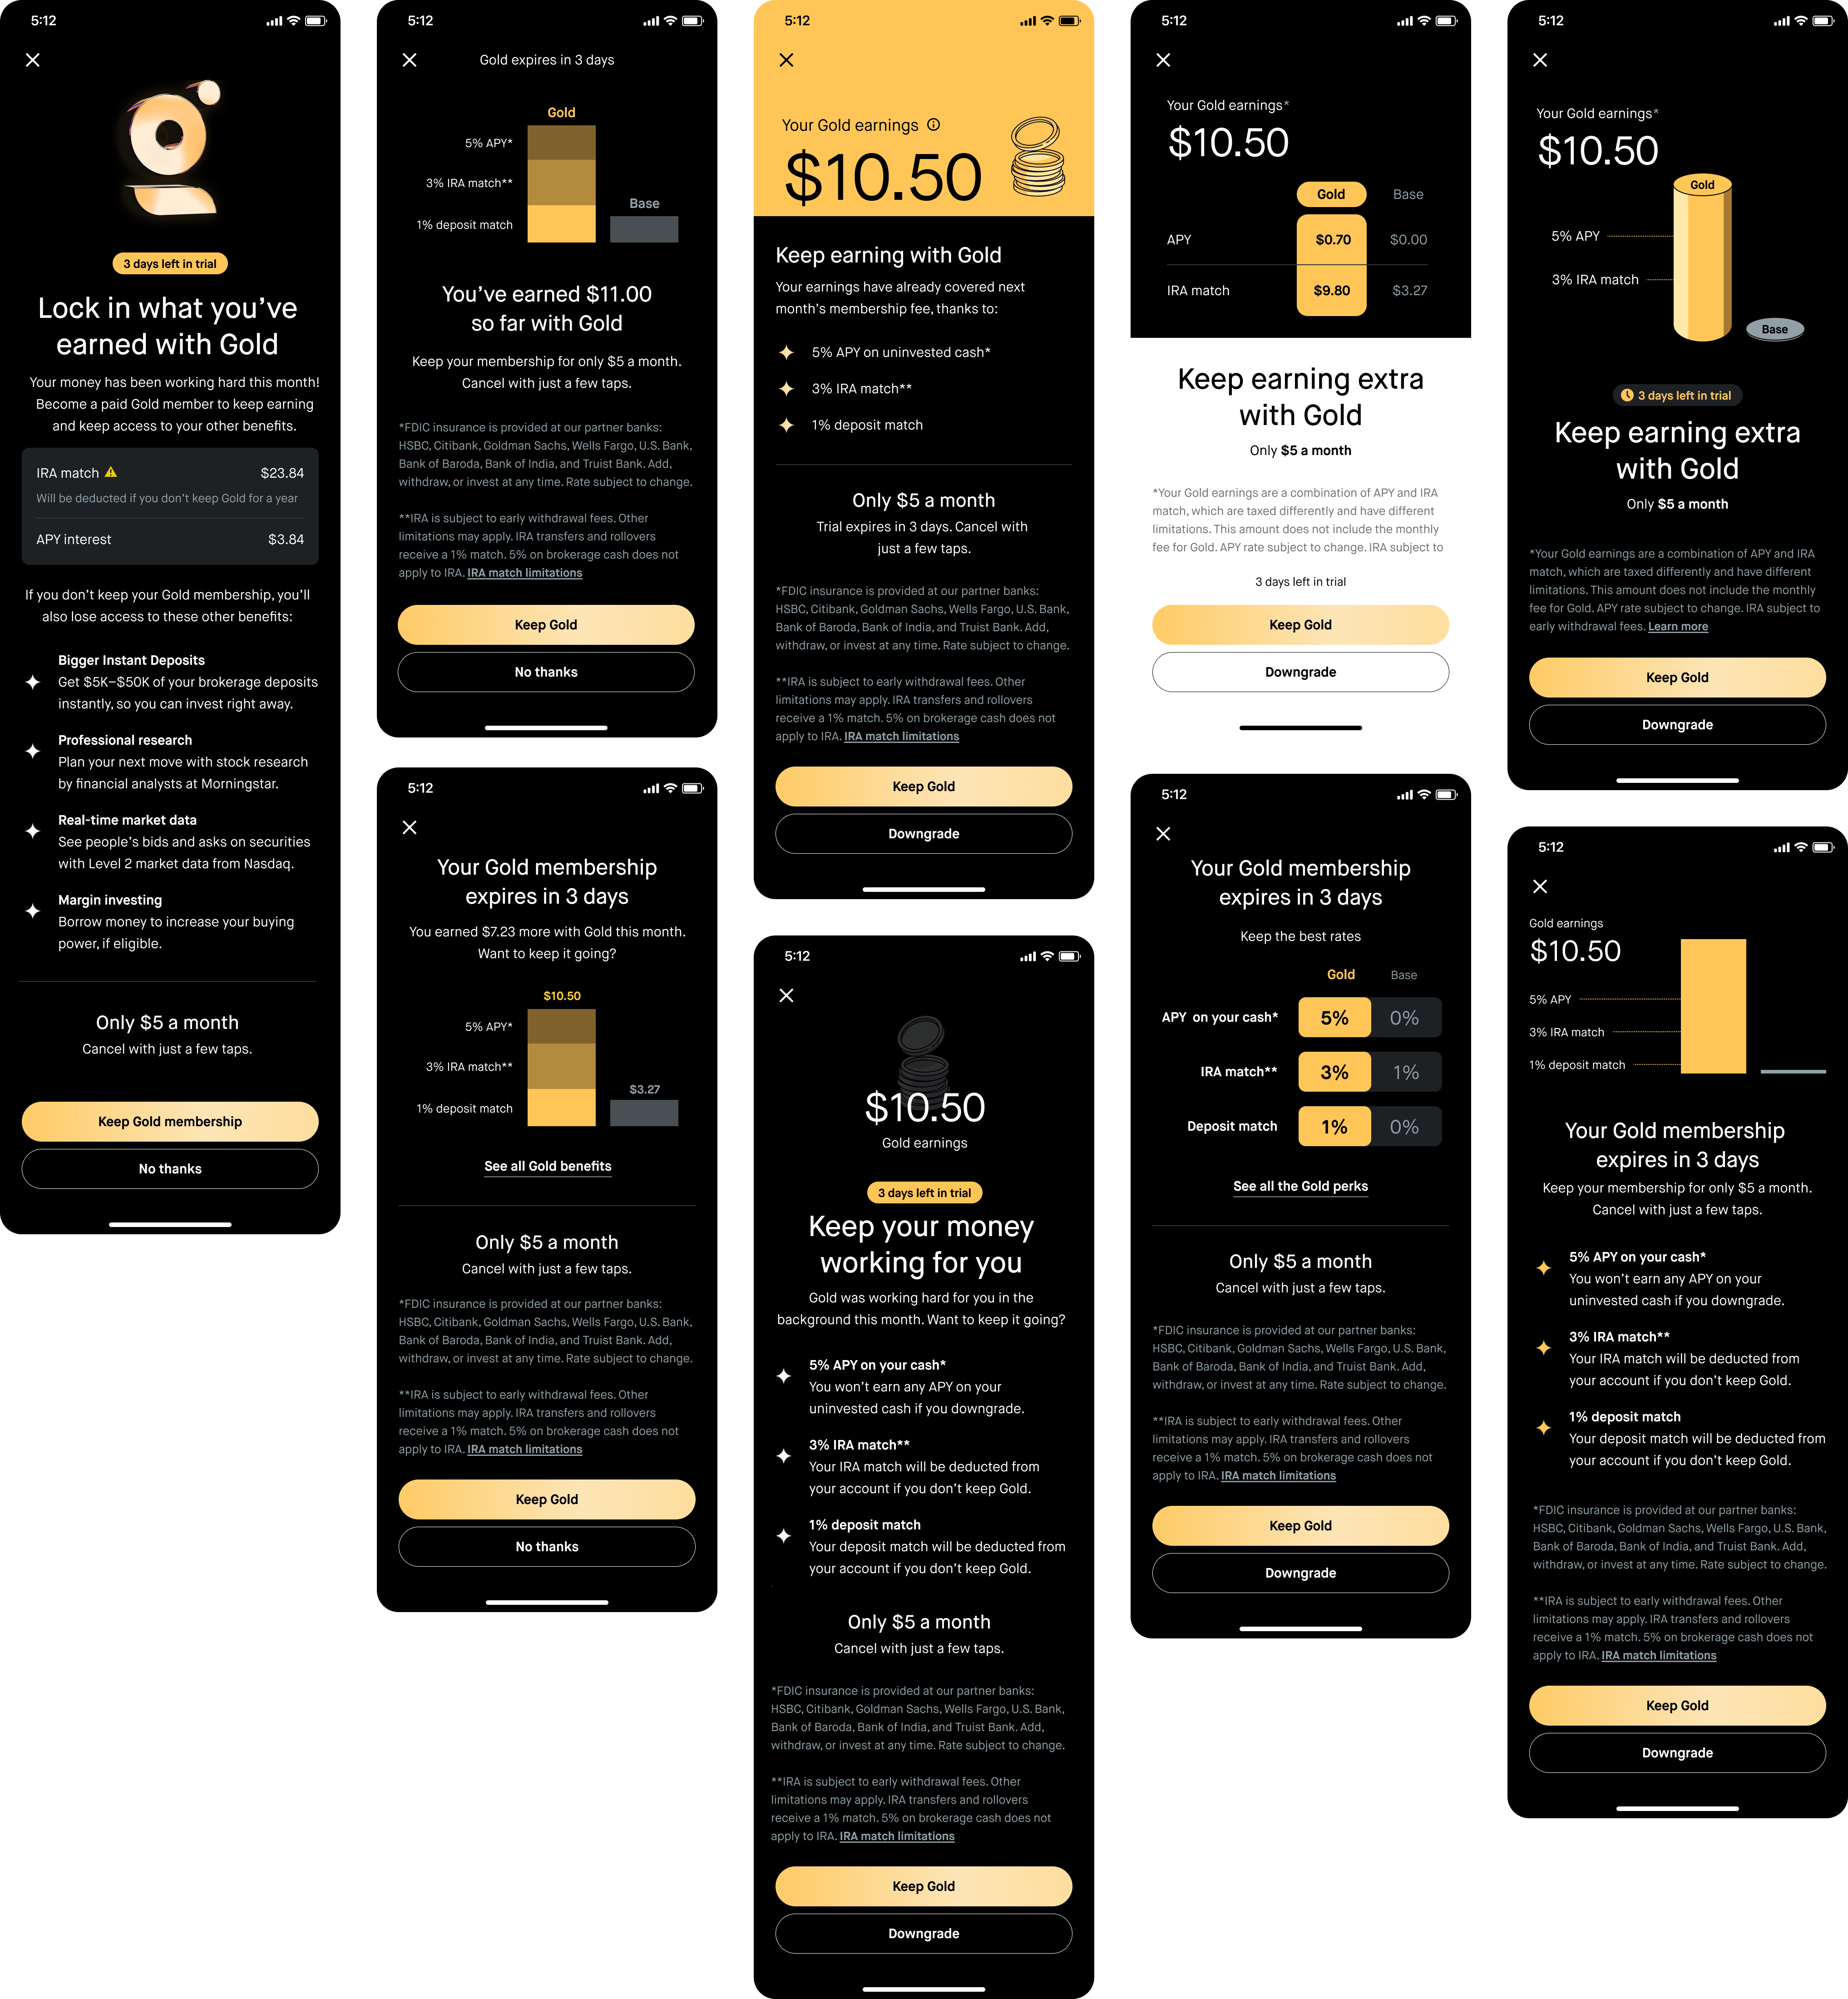 5:12
3 days left in trial
Lock in what you’ve
earned with Gold
Your money has been working hard this month!
Become a paid Gold member to keep earning
and keep access to your other benefits.
IRA match
$23.84
Will be deducted if you don’t keep Gold for a year
APY interest
$3.84
If you don’t keep your Gold membership, you’ll
also lose access to these other benefits:
Bigger Instant Deposits
Get $5K–$50K of your brokerage deposits
instantly, so you can invest right away.
Professional research
Plan your next move with stock research
by financial analysts at Morningstar.
Real-time market data
See people’s bids and asks on securities
with Level 2 market data from Nasdaq.
Margin investing
Borrow money to increase your buying
power, if eligible.
Only $5 a month
Cancel with just a few taps.
Keep Gold membership
No thanks
5:12
Gold expires in 3 days
Gold
5% APY*
3% IRA match**
Base
1% deposit match
You’ve earned $11.00
so far with Gold
Keep your membership for only $5 a month.
Cancel with just a few taps.
*FDIC insurance is provided at our partner banks:
HSBC, Citibank, Goldman Sachs, Wells Fargo, U.S. Bank,
Bank of Baroda, Bank of India, and Truist Bank. Add,
withdraw, or invest at any time. Rate subject to change.
**IRA is subject to early withdrawal fees. Other
limitations may apply. IRA transfers and rollovers
receive a 1% match. 5% on brokerage cash does not
apply to IRA. IRA match limitations
Keep Gold
No thanks
5:12
Your Gold membership
expires in 3 days
You earned $7.23 more with Gold this month.
Want to keep it going?
$10.50
5% APY*
3% IRA match**
$3.27
1% deposit match
See all Gold benefits
Only $5 a month
Cancel with just a few taps.
*FDIC insurance is provided at our partner banks:
HSBC, Citibank, Goldman Sachs, Wells Fargo, U.S. Bank,
Bank of Baroda, Bank of India, and Truist Bank. Add,
withdraw, or invest at any time. Rate subject to change.
**IRA is subject to early withdrawal fees. Other
limitations may apply. IRA transfers and rollovers
receive a 1% match. 5% on brokerage cash does not
apply to IRA. IRA match limitations
Keep Gold
No thanks
5:12
Your Gold earnings
$10.50
Keep earning with Gold
Your earnings have already covered next
month’s membership fee, thanks to:
5% APY on uninvested cash*
3% IRA match**
1% deposit match
Only $5 a month
Trial expires in 3 days. Cancel with
just a few taps.
*FDIC insurance is provided at our partner banks:
HSBC, Citibank, Goldman Sachs, Wells Fargo, U.S. Bank,
Bank of Baroda, Bank of India, and Truist Bank. Add,
withdraw, or invest at any time. Rate subject to change.
**IRA is subject to early withdrawal fees. Other
limitations may apply. IRA transfers and rollovers
receive a 1% match. 5% on brokerage cash does not
apply to IRA. IRA match limitations
Keep Gold
Downgrade
5:12
$10.50
Gold earnings
3 days left in trial
Keep your money
working for you
Gold was working hard for you in the
background this month. Want to keep it going?
5% APY on your cash*
You won’t earn any APY on your
uninvested cash if you downgrade.
3% IRA match**
Your IRA match will be deducted from
your account if you don’t keep Gold.
1% deposit match
Your deposit match will be deducted from
your account if you don’t keep Gold.
Only $5 a month
Cancel with just a few taps.
*FDIC insurance is provided at our partner banks:
HSBC, Citibank, Goldman Sachs, Wells Fargo, U.S. Bank,
Bank of Baroda, Bank of India, and Truist Bank. Add,
withdraw, or invest at any time. Rate subject to change.
**IRA is subject to early withdrawal fees. Other
limitations may apply. IRA transfers and rollovers
receive a 1% match. 5% on brokerage cash does not
apply to IRA. IRA match limitations
Keep Gold
Downgrade
5:12
Your Gold earnings*
$10.50
Gold Base
APY $0.70 $0.00
IRA match $9.80 $3.27
Keep earning extra
with Gold
Only $5 a month
*Your Gold earnings are a combination of APY and IRA
match, which are taxed differently and have different
limitations. This amount does not include the monthly
fee for Gold. APY rate subject to change. IRA subject to
3 days left in trial
Keep Gold
Downgrade
5:12
Your Gold membership
expires in 3 days
Keep the best rates
Gold Base
APY on your cash* 5% 0%
IRA match** 3% 1%
Deposit match 1% 0%
See all the Gold perks
Only $5 a month
Cancel with just a few taps.
*FDIC insurance is provided at our partner banks:
HSBC, Citibank, Goldman Sachs, Wells Fargo, U.S. Bank,
Bank of Baroda, Bank of India, and Truist Bank. Add,
withdraw, or invest at any time. Rate subject to change.
**IRA is subject to early withdrawal fees. Other
limitations may apply. IRA transfers and rollovers
receive a 1% match. 5% on brokerage cash does not
apply to IRA. IRA match limitations
Keep Gold
Downgrade
5:12
Your Gold earnings*
$10.50
Gold
5% APY
3% IRA match
Base
3 days left in trial
Keep earning extra
with Gold
Only $5 a month
*Your Gold earnings are a combination of APY and IRA
match, which are taxed differently and have different
limitations. This amount does not include the monthly
fee for Gold. APY rate subject to change. IRA subject to
early withdrawal fees. Learn more
Keep Gold
Downgrade
5:12
Gold earnings
$10.50
5% APY
3% IRA match
1% deposit match
Your Gold membership
expires in 3 days
Keep your membership for only $5 a month.
Cancel with just a few taps.
5% APY on your cash*
You won’t earn any APY on your
uninvested cash if you downgrade.
3% IRA match**
Your IRA match will be deducted from
your account if you don’t keep Gold.
1% deposit match
Your deposit match will be deducted from
your account if you don’t keep Gold.
*FDIC insurance is provided at our partner banks:
HSBC, Citibank, Goldman Sachs, Wells Fargo, U.S. Bank,
Bank of Baroda, Bank of India, and Truist Bank. Add,
withdraw, or invest at any time. Rate subject to change.
**IRA is subject to early withdrawal fees. Other
limitations may apply. IRA transfers and rollovers
receive a 1% match. 5% on brokerage cash does not
apply to IRA. IRA match limitations
Keep Gold
Downgrade